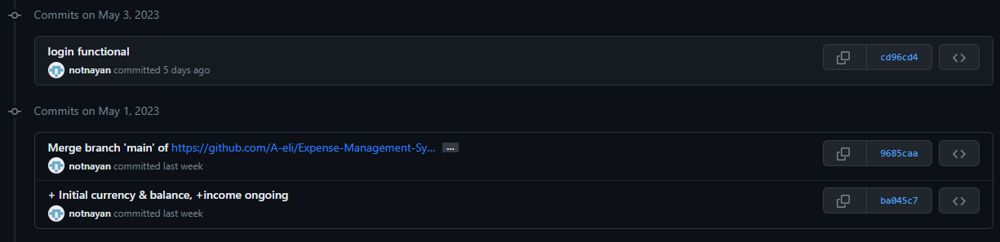 Commits on May 3, 2023
login functional
notnayan committed 5 days ago
cd96cd4
Commits on May 1, 2023
Merge branch 'main' of https://github.com/A-eli/Expense-Management-Sy... ...
notnayan committed last week
9685caa
+ Initial currency & balance, +income ongoing
notnayan committed last week
ba045c7